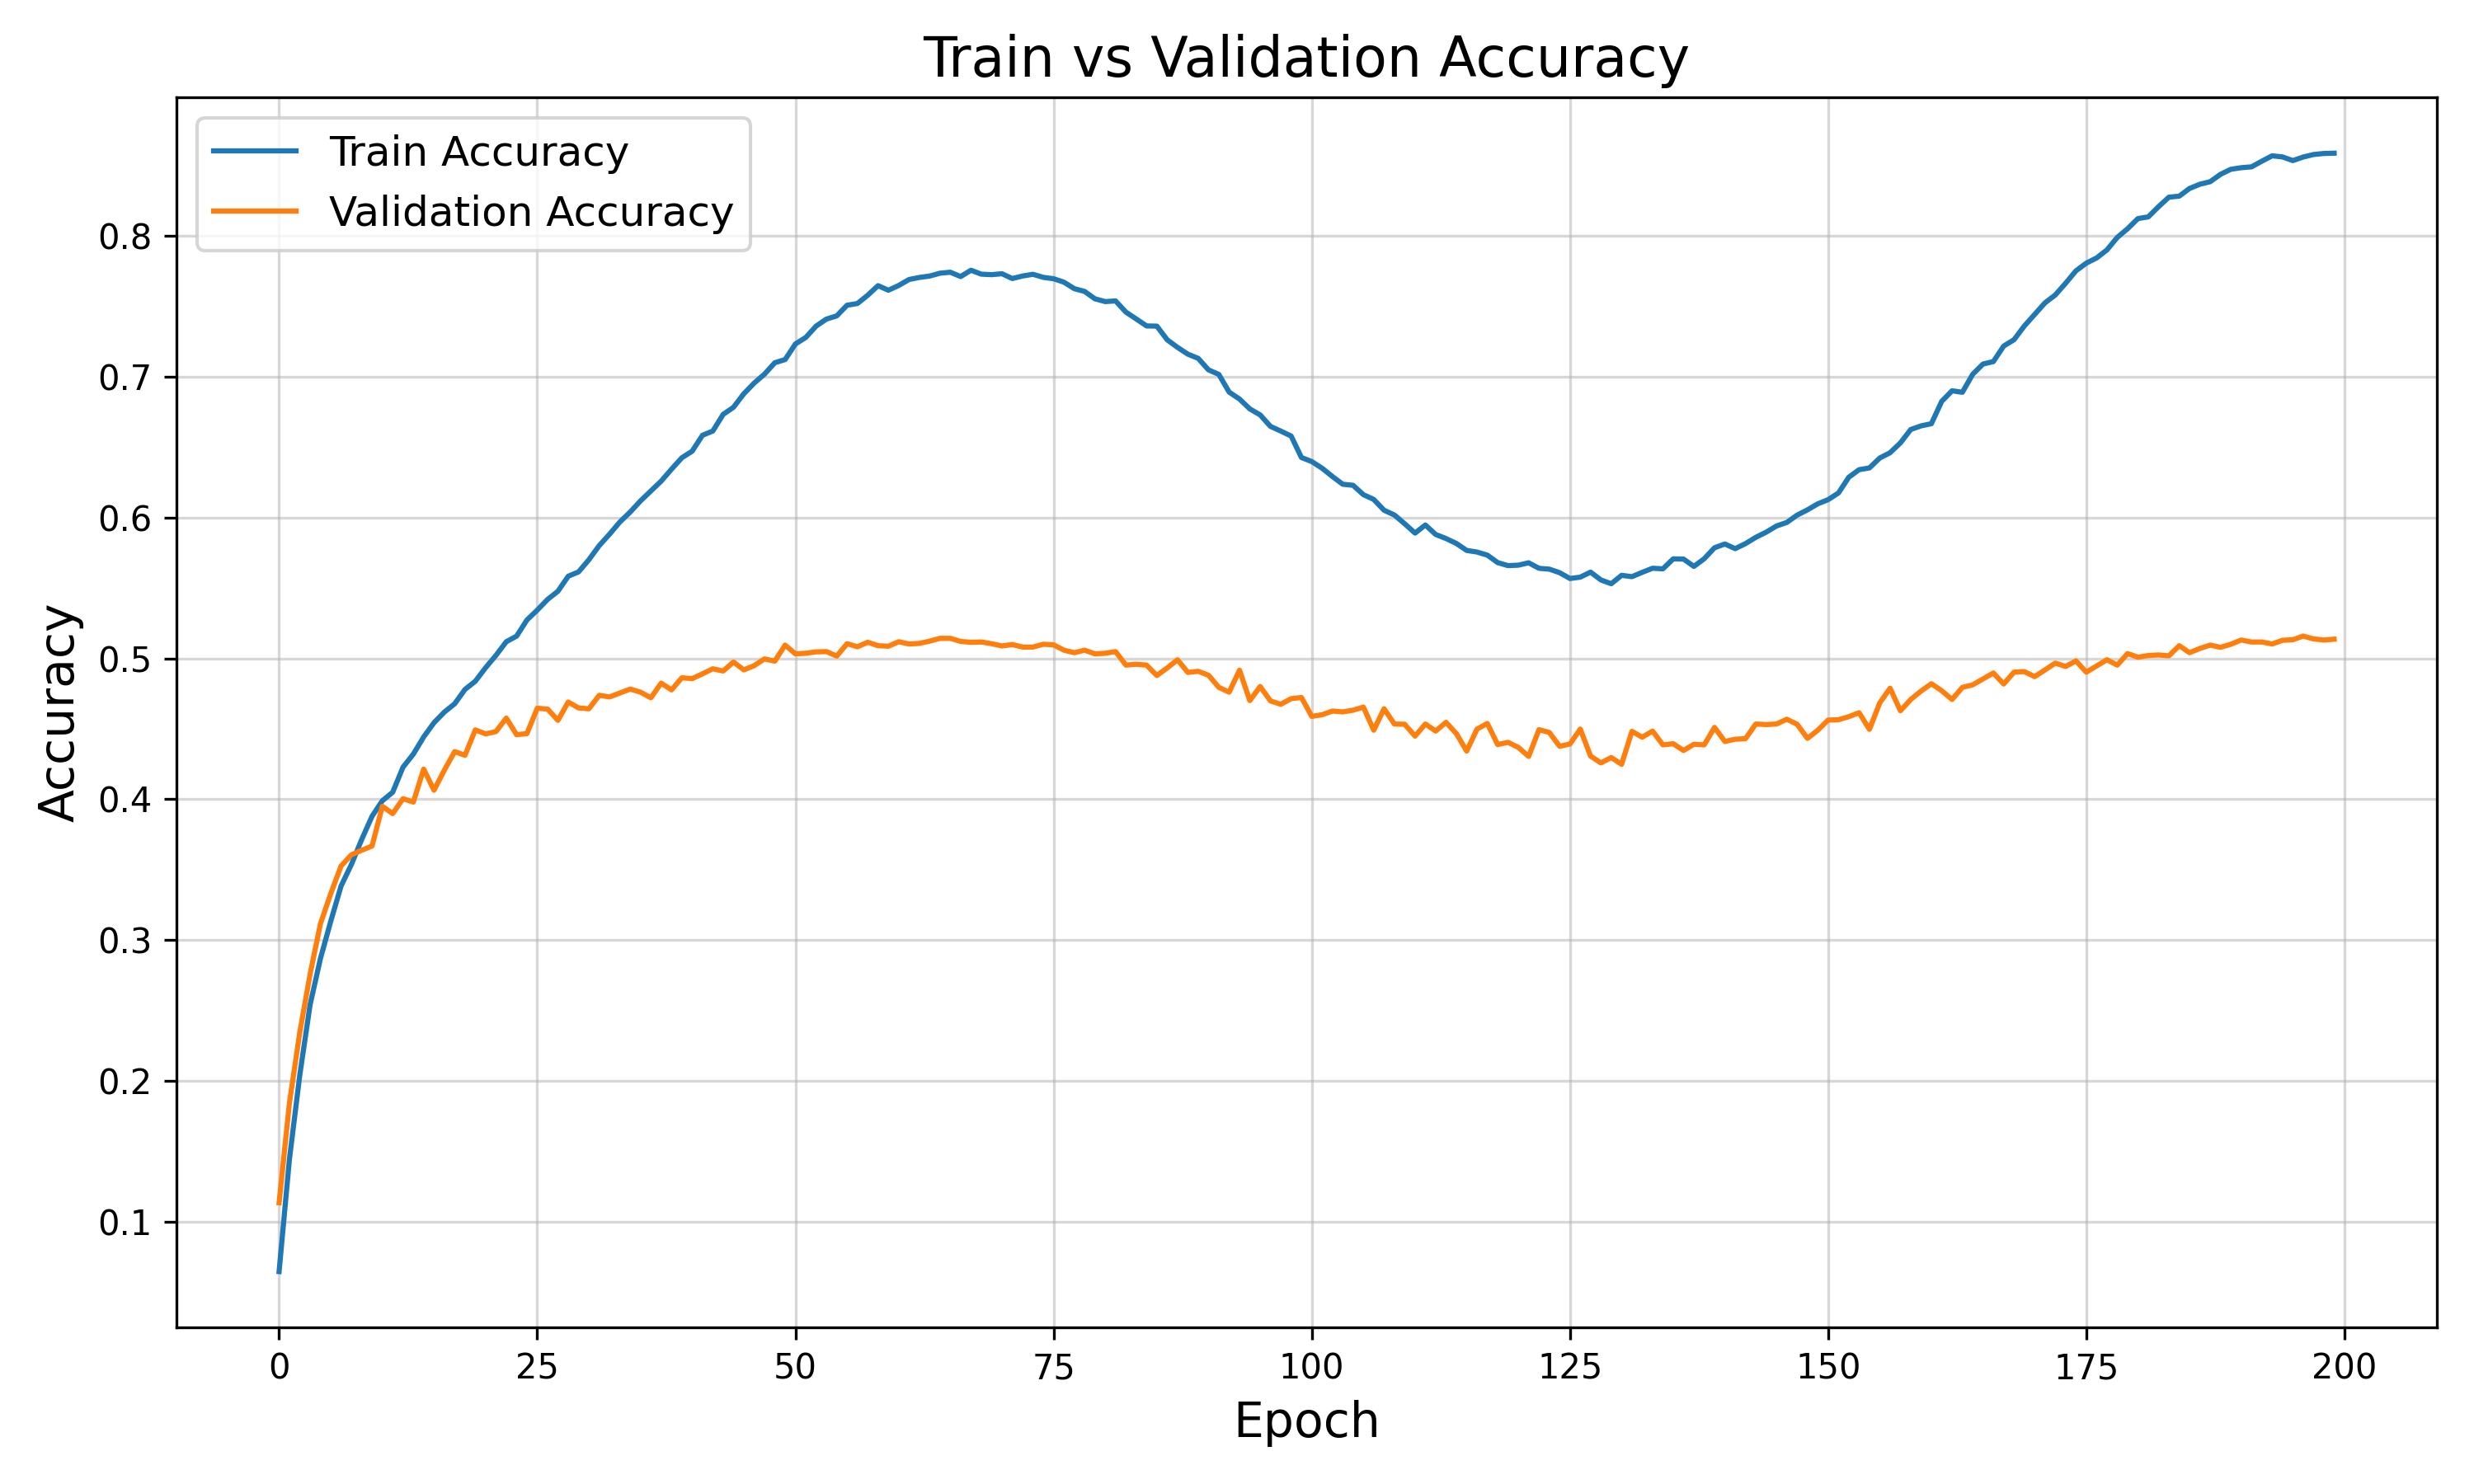 Train vs Validation Accuracy
Train Accuracy
Validation Accuracy
0.8
0.7
0.6
0.5
0.4
0.3
0.2
0.1
Accuracy
0 25 50 75 100 125 150 175 200
Epoch